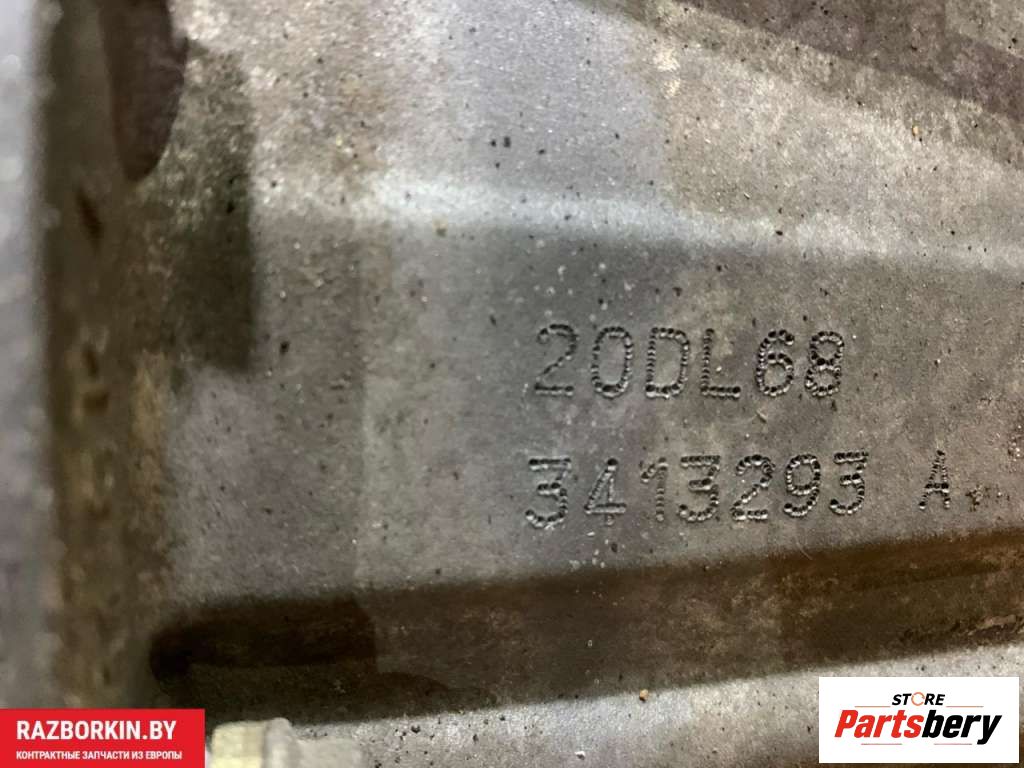 20DL68
3413293 A
RAZBORKIN.BY
КОНТРАКТНЫЕ ЗАПЧАСТИ ИЗ ЕВРОПЫ
STORE
Partsbery